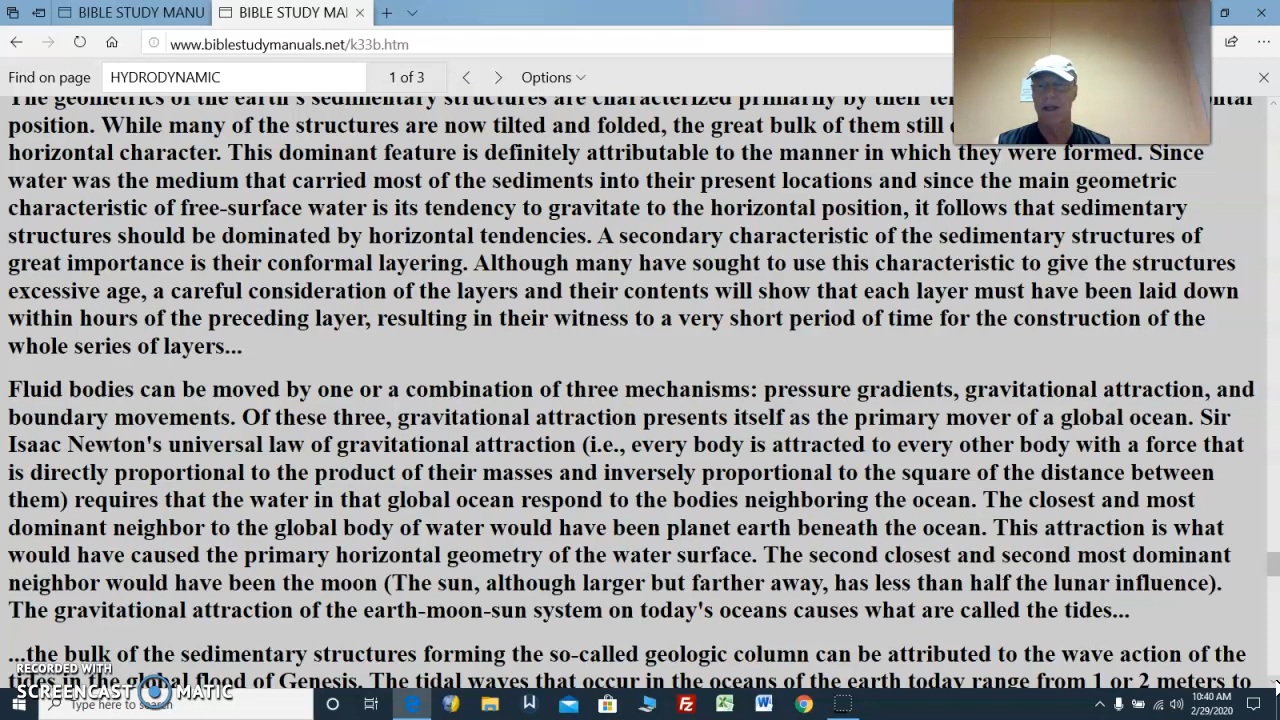 BIBLE STUDY MANU
BIBLE STUDY MAI
www.biblestudymanuals.net/k33b.htm
Find on page
HYDRODYNAMIC
1 of 3
Options
The geometrics of the earth's sedimentary structures are characterized primarily by their
position. While many of the structures are now tilted and folded, the great bulk of them still
horizontal character. This dominant feature is definitely attributable to the manner in which they were formed. Since
water was the medium that carried most of the sediments into their present locations and since the main geometric
characteristic of free-surface water is its tendency to gravitate to the horizontal position, it follows that sedimentary
structures should be dominated by horizontal tendencies. A secondary characteristic of the sedimentary structures of
great importance is their conformal layering. Although many have sought to use this characteristic to give the structures
excessive age, a careful consideration of the layers and their contents will show that each layer must have been laid down
within hours of the preceding layer, resulting in their witness to a very short period of time for the construction of the
whole series of layers...
Fluid bodies can be moved by one or a combination of three mechanisms: pressure gradients, gravitational attraction, and
boundary movements. Of these three, gravitational attraction presents itself as the primary mover of a global ocean. Sir
Isaac Newton's universal law of gravitational attraction (i.e., every body is attracted to every other body with a force that
is directly proportional to the product of their masses and inversely proportional to the square of the distance between
them) requires that the water in that global ocean respond to the bodies neighboring the ocean. The closest and most
dominant neighbor to the global body of water would have been planet earth beneath the ocean. This attraction is what
would have caused the primary horizontal geometry of the water surface. The second closest and second most dominant
neighbor would have been the moon (The sun, although larger but farther away, has less than half the lunar influence).
The gravitational attraction of the earth-moon-sun system on today's oceans causes what are called the tides...
...the bulk of the sedimentary structures forming the so-called geologic column can be attributed to the wave action of the
tides in the global flood of Genesis. The tidal waves that occur in the oceans of the earth today range from 1 or 2 meters to
RECORDED WITH
SCREENCAST MATIC
Type here to search
10:40 AM
2/29/2020